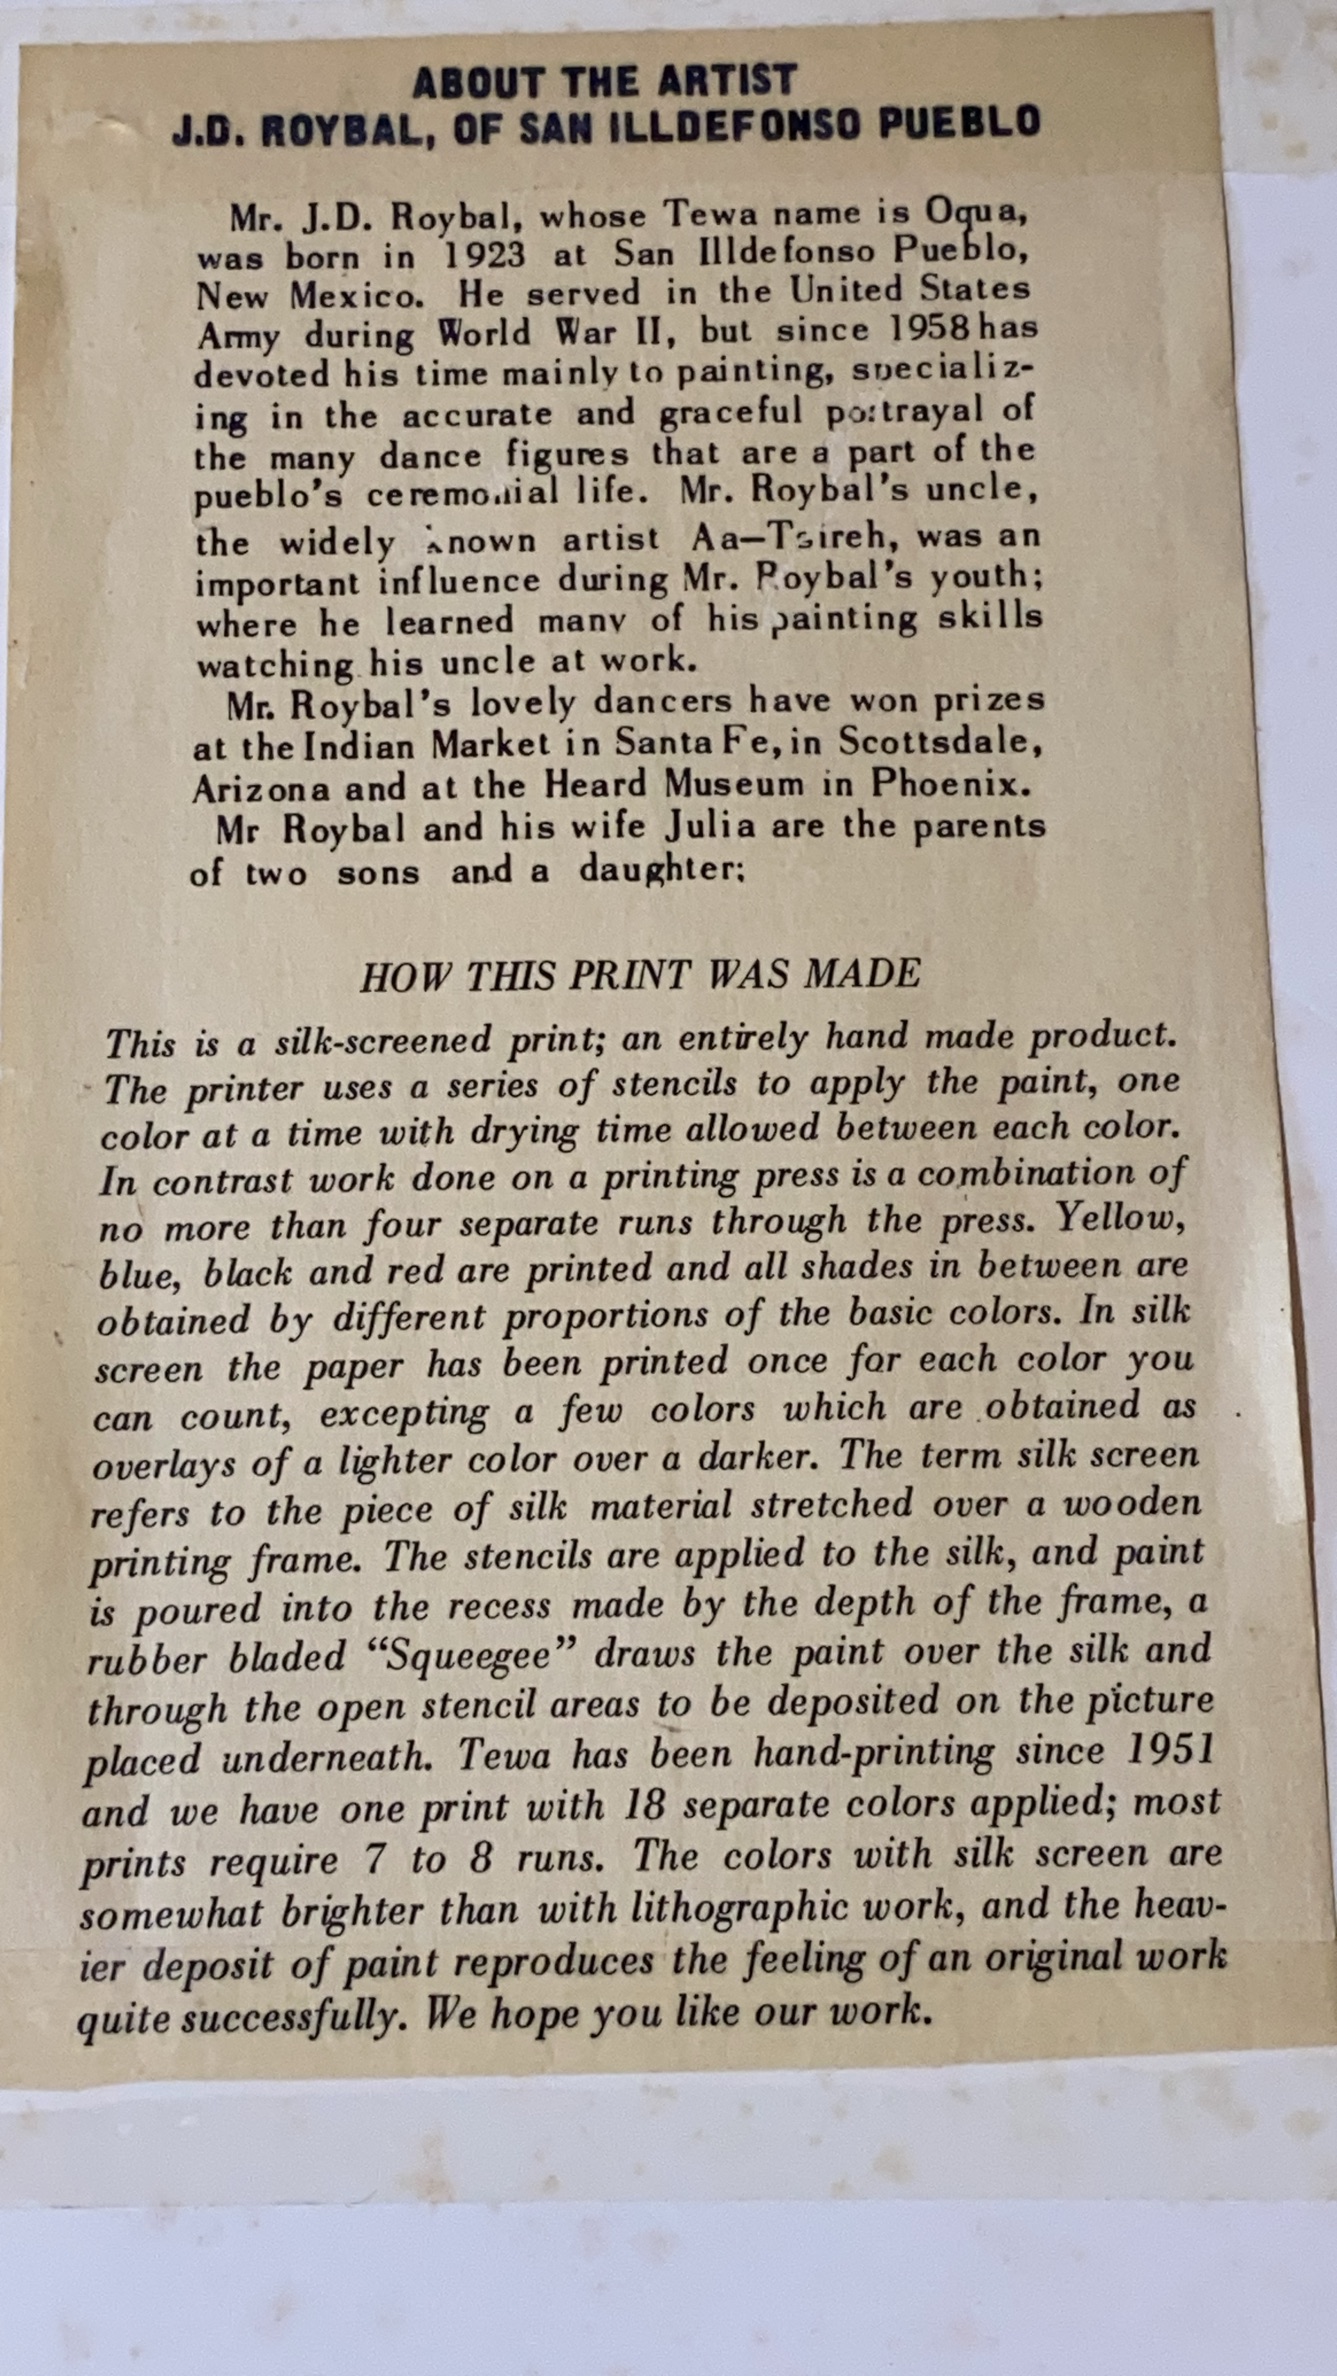 ABOUT THE ARTIST
J.D. ROYBAL, OF SAN ILLDEFONSO PUEBLO
Mr. J.D. Roybal, whose Tewa name is Oqua,
was born in 1923 at San Illdefonso Pueblo,
New Mexico. He served in the United States
Army during World War II, but since 1958 has
devoted his time mainly to painting, specializ-
ing in the accurate and graceful portrayal of
the many dance figures that are a part of the
pueblo's ceremonial life. Mr. Roybal's uncle,
the widely known artist Aa—Tsireh, was an
important influence during Mr. Roybal's youth;
where he learned many of his painting skills
watching his uncle at work.
Mr. Roybal's lovely dancers have won prizes
at the Indian Market in Santa Fe, in Scottsdale,
Arizona and at the Heard Museum in Phoenix.
Mr Roybal and his wife Julia are the parents
of two sons and a daughter;
HOW THIS PRINT WAS MADE
This is a silk-screened print; an entirely hand made product.
The printer uses a series of stencils to apply the paint, one
color at a time with drying time allowed between each color.
In contrast work done on a printing press is a combination of
no more than four separate runs through the press. Yellow,
blue, black and red are printed and all shades in between are
obtained by different proportions of the basic colors. In silk
screen the paper has been printed once for each color you
can count, excepting a few colors which are obtained as
overlays of a lighter color over a darker. The term silk screen
refers to the piece of silk material stretched over a wooden
printing frame. The stencils are applied to the silk, and paint
is poured into the recess made by the depth of the frame, a
rubber bladed “Squeegee” draws the paint over the silk and
through the open stencil areas to be deposited on the picture
placed underneath. Tewa has been hand-printing since 1951
and we have one print with 18 separate colors applied; most
prints require 7 to 8 runs. The colors with silk screen are
somewhat brighter than with lithographic work, and the heav-
ier deposit of paint reproduces the feeling of an original work
quite successfully. We hope you like our work.